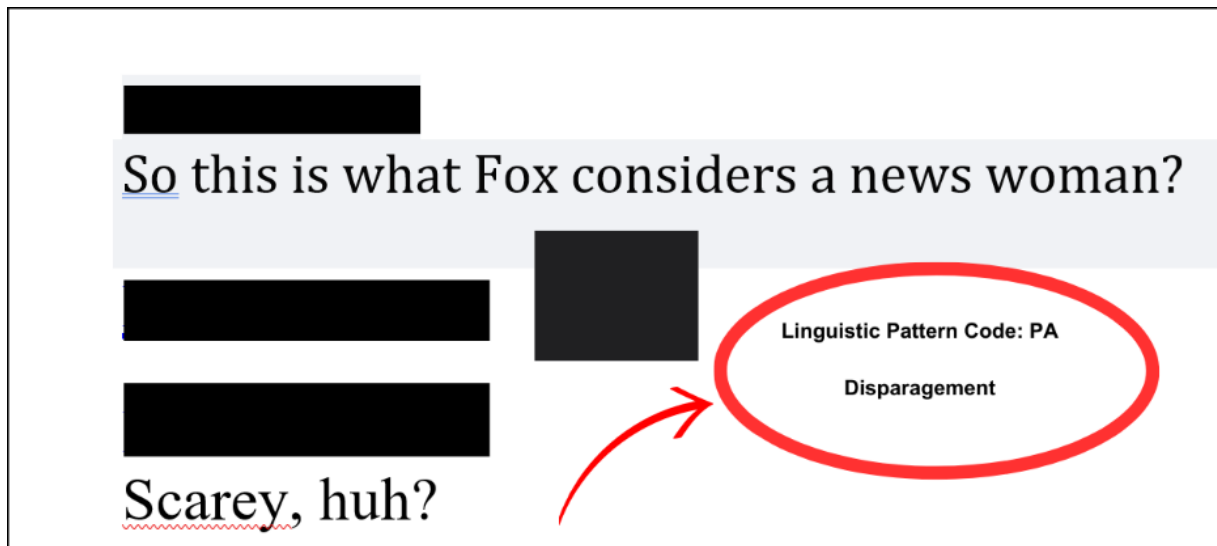 So this is what Fox considers a news woman?
Linguistic Pattern Code: PA
Disparagement
Scarey, huh?